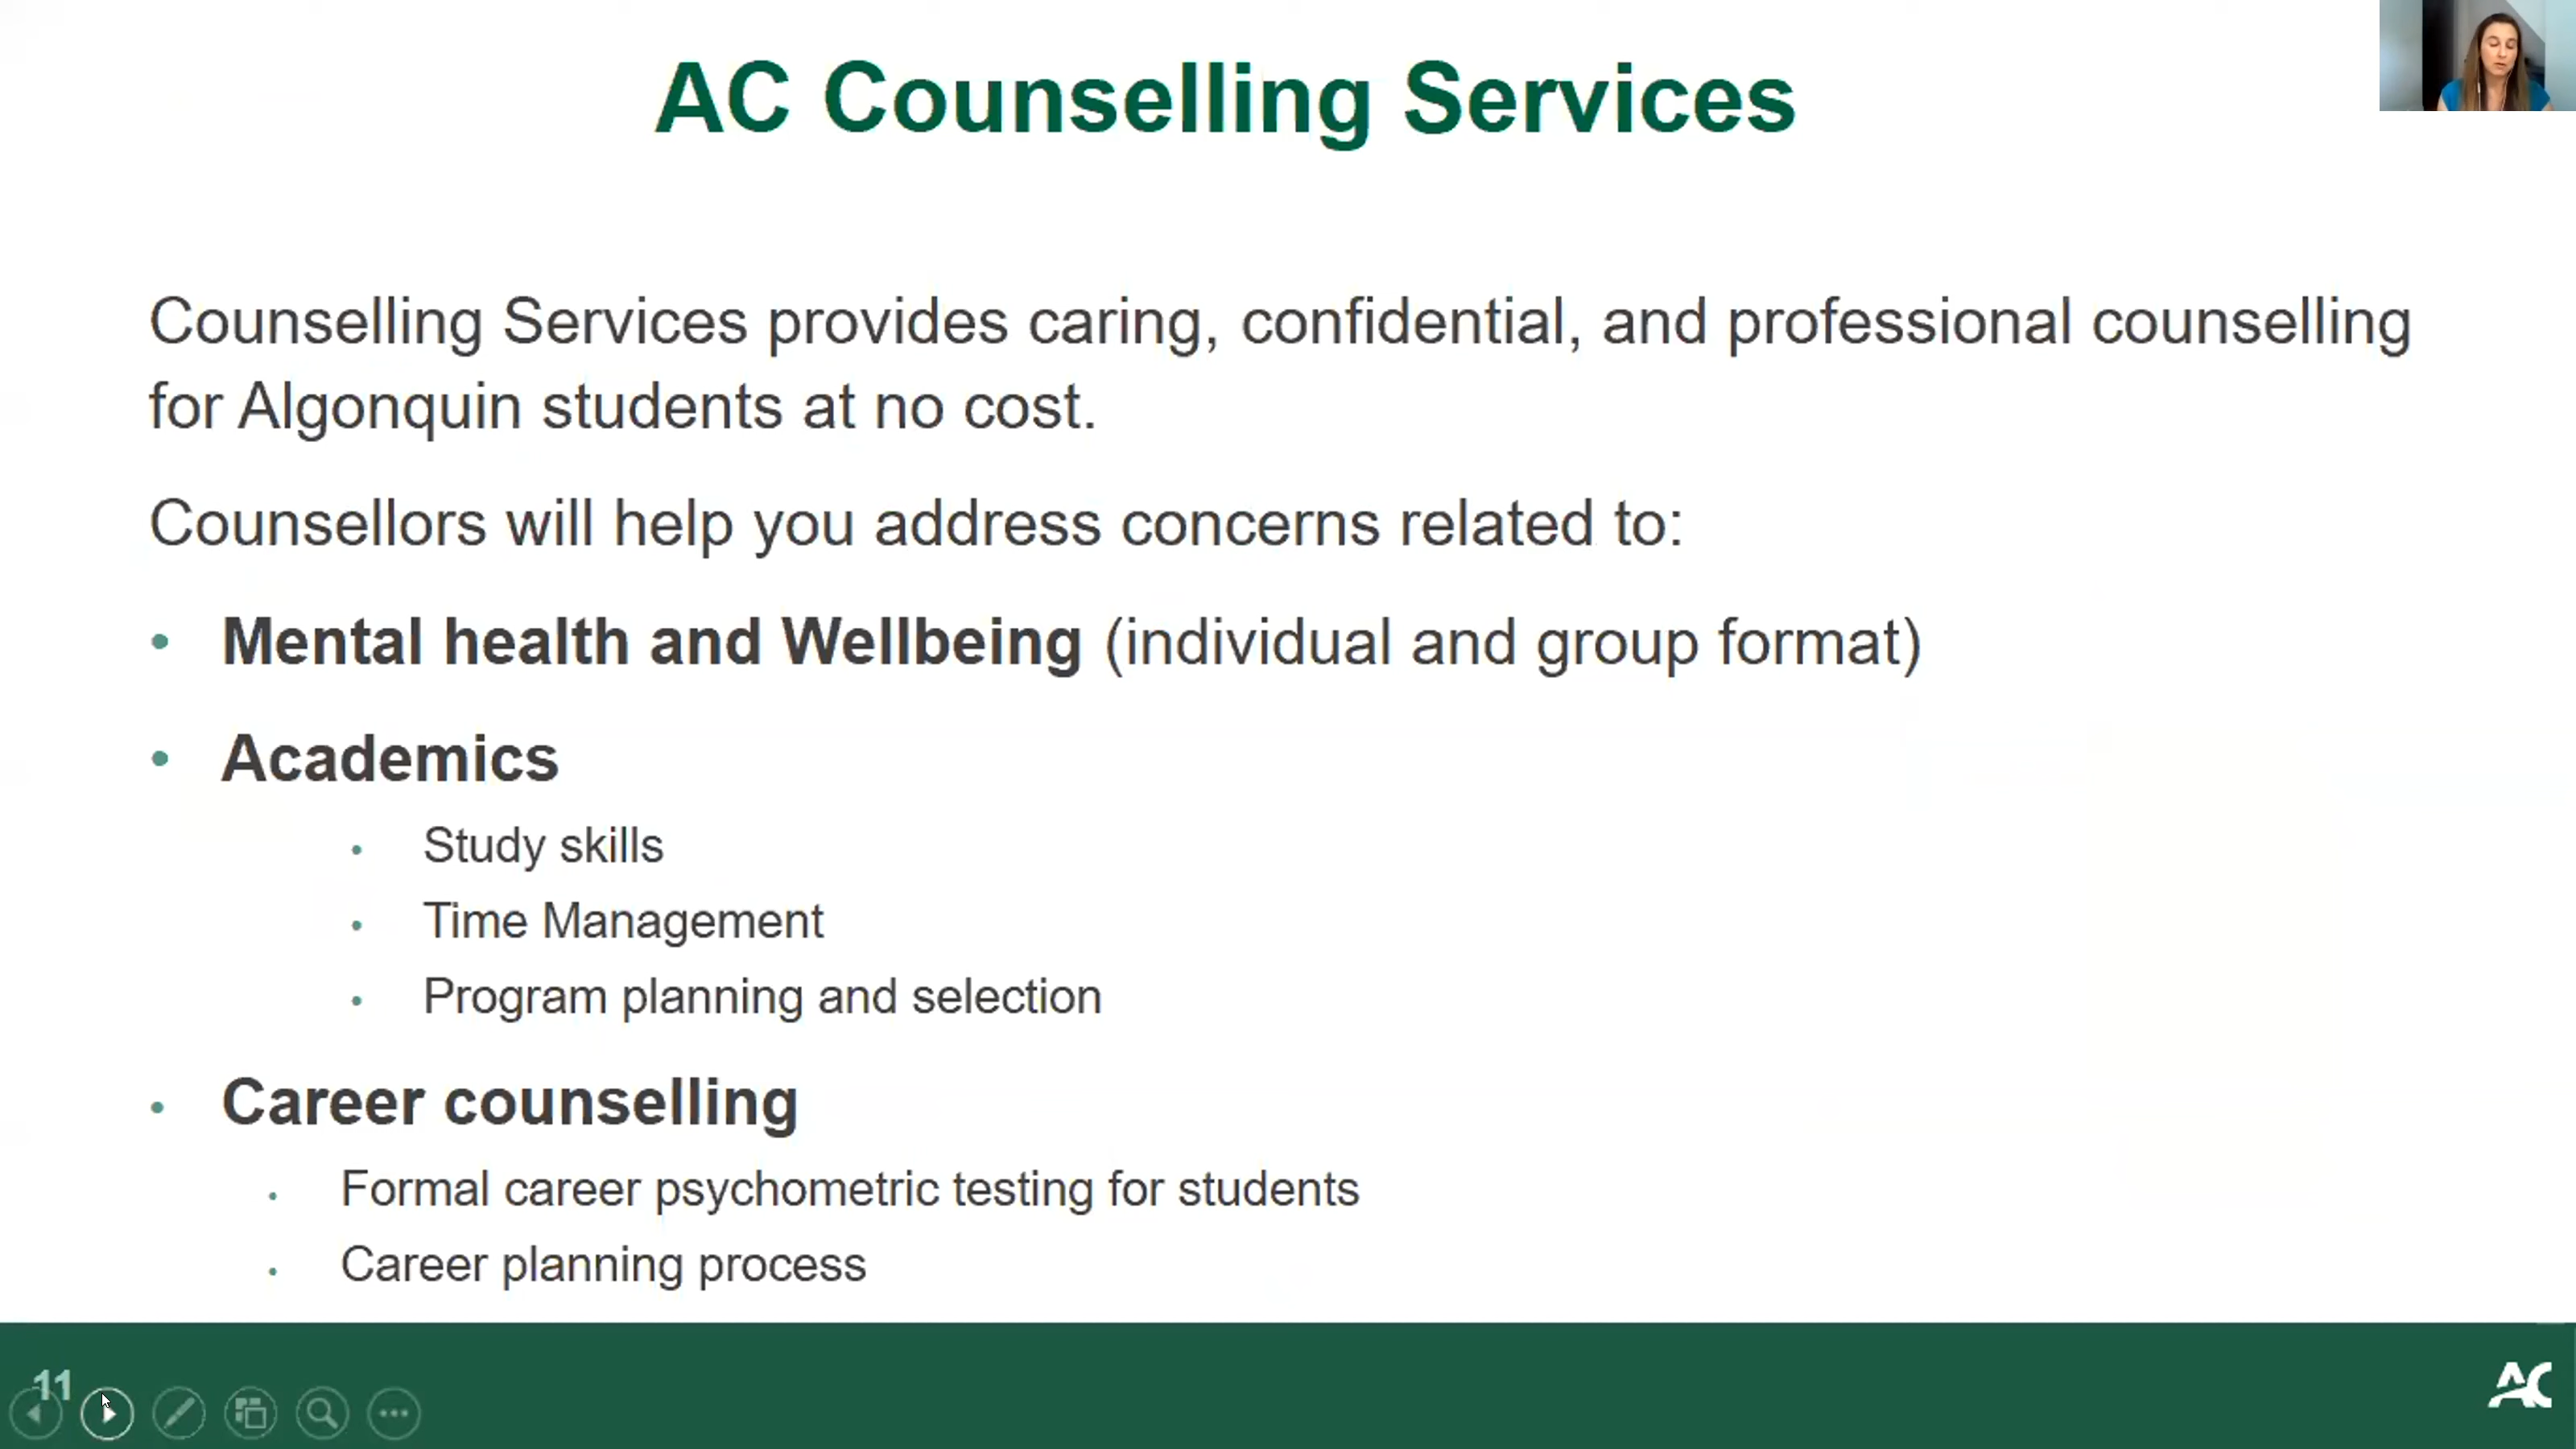 AC Counselling Services
Counselling Services provides caring, confidential, and professional counselling
for Algonquin students at no cost.
Counsellors will help you address concerns related to:
• Mental health and Wellbeing (individual and group format)
• Academics
• Study skills
• Time Management
• Program planning and selection
• Career counselling
• Formal career psychometric testing for students
• Career planning process
11
AC